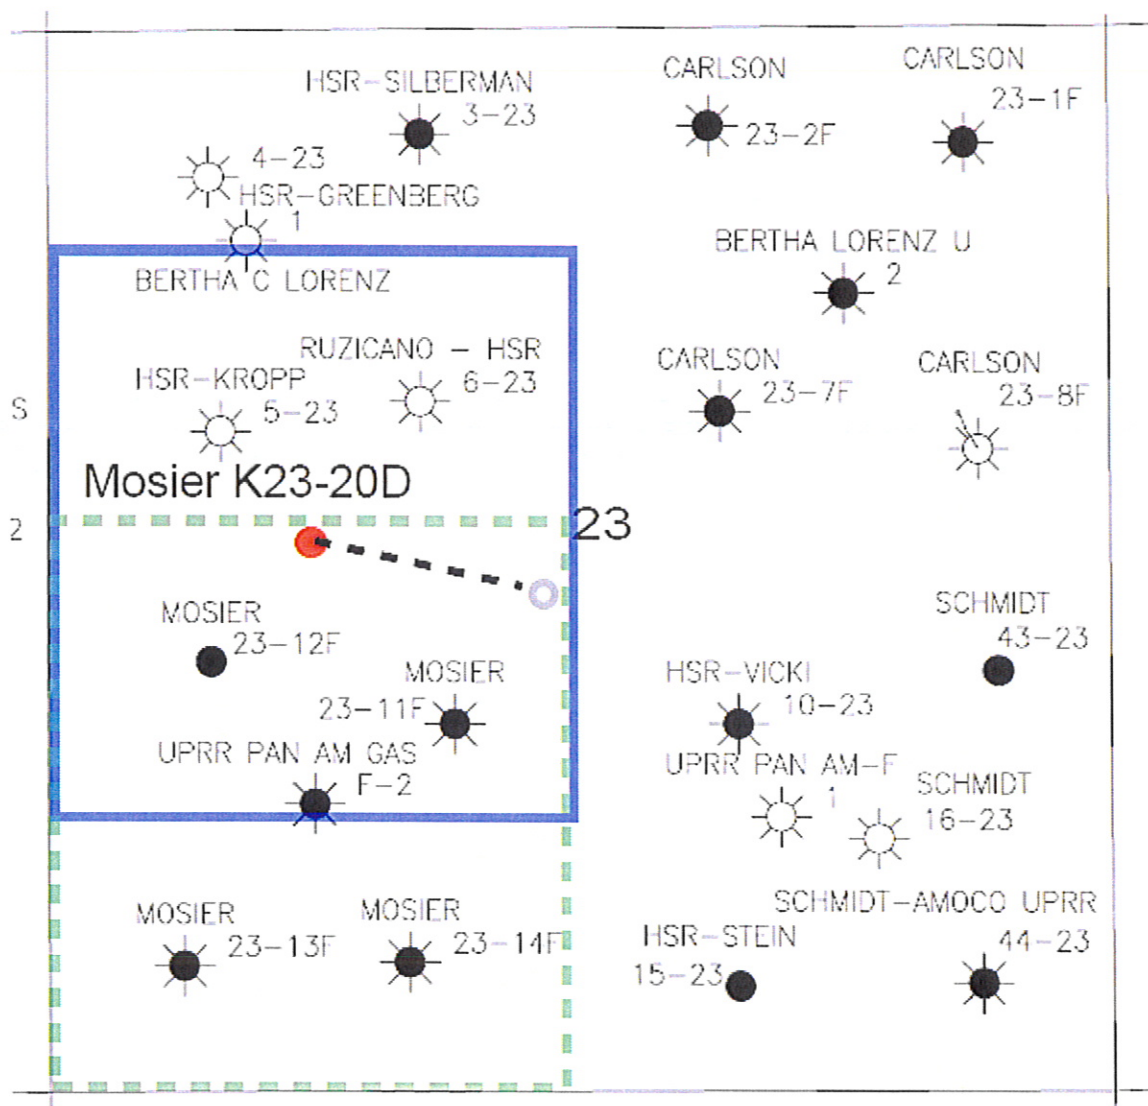 CARLSON
23-1F
CARLSON
23-2F
HSR-SILBERMAN
3-23
4-23
HSR-GREENBERG
1
BERTHA C LORENZ
BERTHA LORENZ U
2
RUZICANO - HSR
6-23
HSR-KROPP
5-23
CARLSON
23-7F
CARLSON
23-8F
S
Mosier K23-20D
23
2
MOSIER
23-12F
SCHMIDT
43-23
MOSIER
23-11F
HSR-VICKI
10-23
UPRR PAN AM GAS
F-2
UPRR PAN AM-F
1
SCHMIDT
16-23
MOSIER
23-13F
MOSIER
23-14F
SCHMIDT-AMOCO UPRR
44-23
HSR-STEIN
15-23